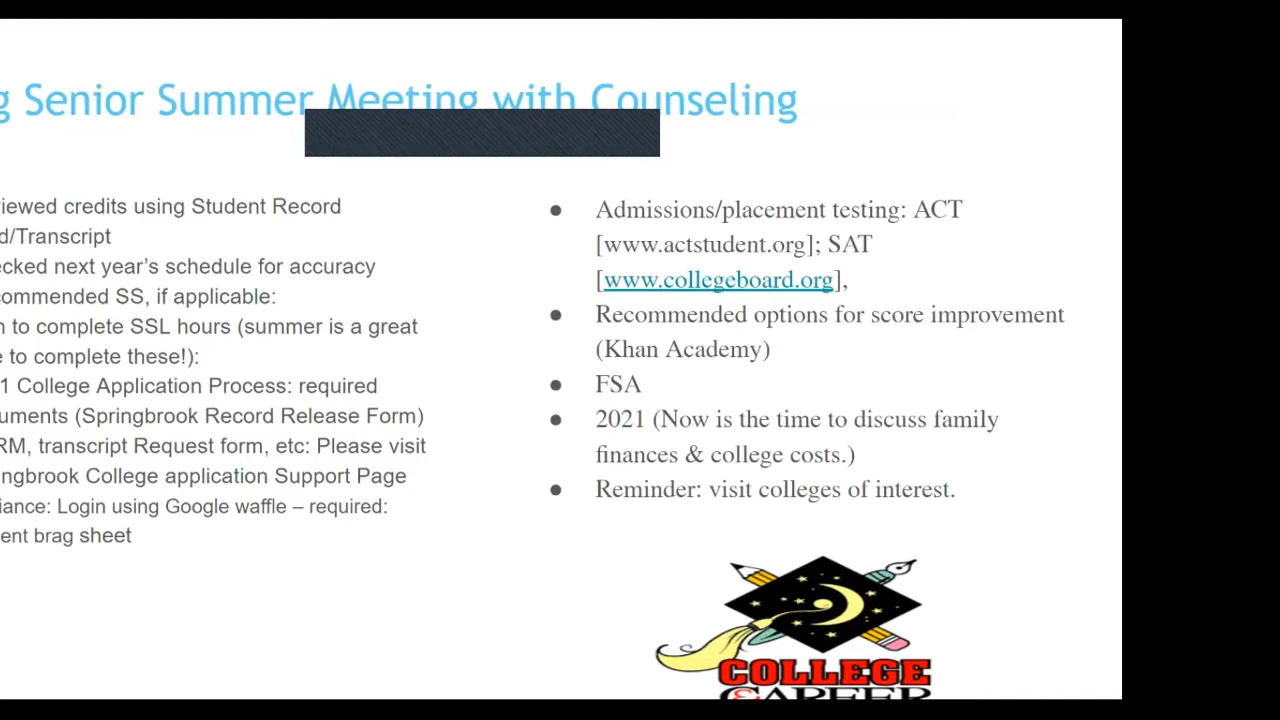 g Senior Summer Meeting with Counseling
iewed credits using Student Record
d/Transcript
ecked next year's schedule for accuracy
commended SS, if applicable:
n to complete SSL hours (summer is a great
e to complete these!):
1 College Application Process: required
uments (Springbrook Record Release Form)
RM, transcript Request form, etc: Please visit
ingbrook College application Support Page
iance: Login using Google waffle – required:
ent brag sheet
● Admissions/placement testing: ACT
[www.actstudent.org]; SAT
[www.collegeboard.org],
● Recommended options for score improvement
(Khan Academy)
● FSA
● 2021 (Now is the time to discuss family
finances & college costs.)
● Reminder: visit colleges of interest.
COLLEGE
&CAREER